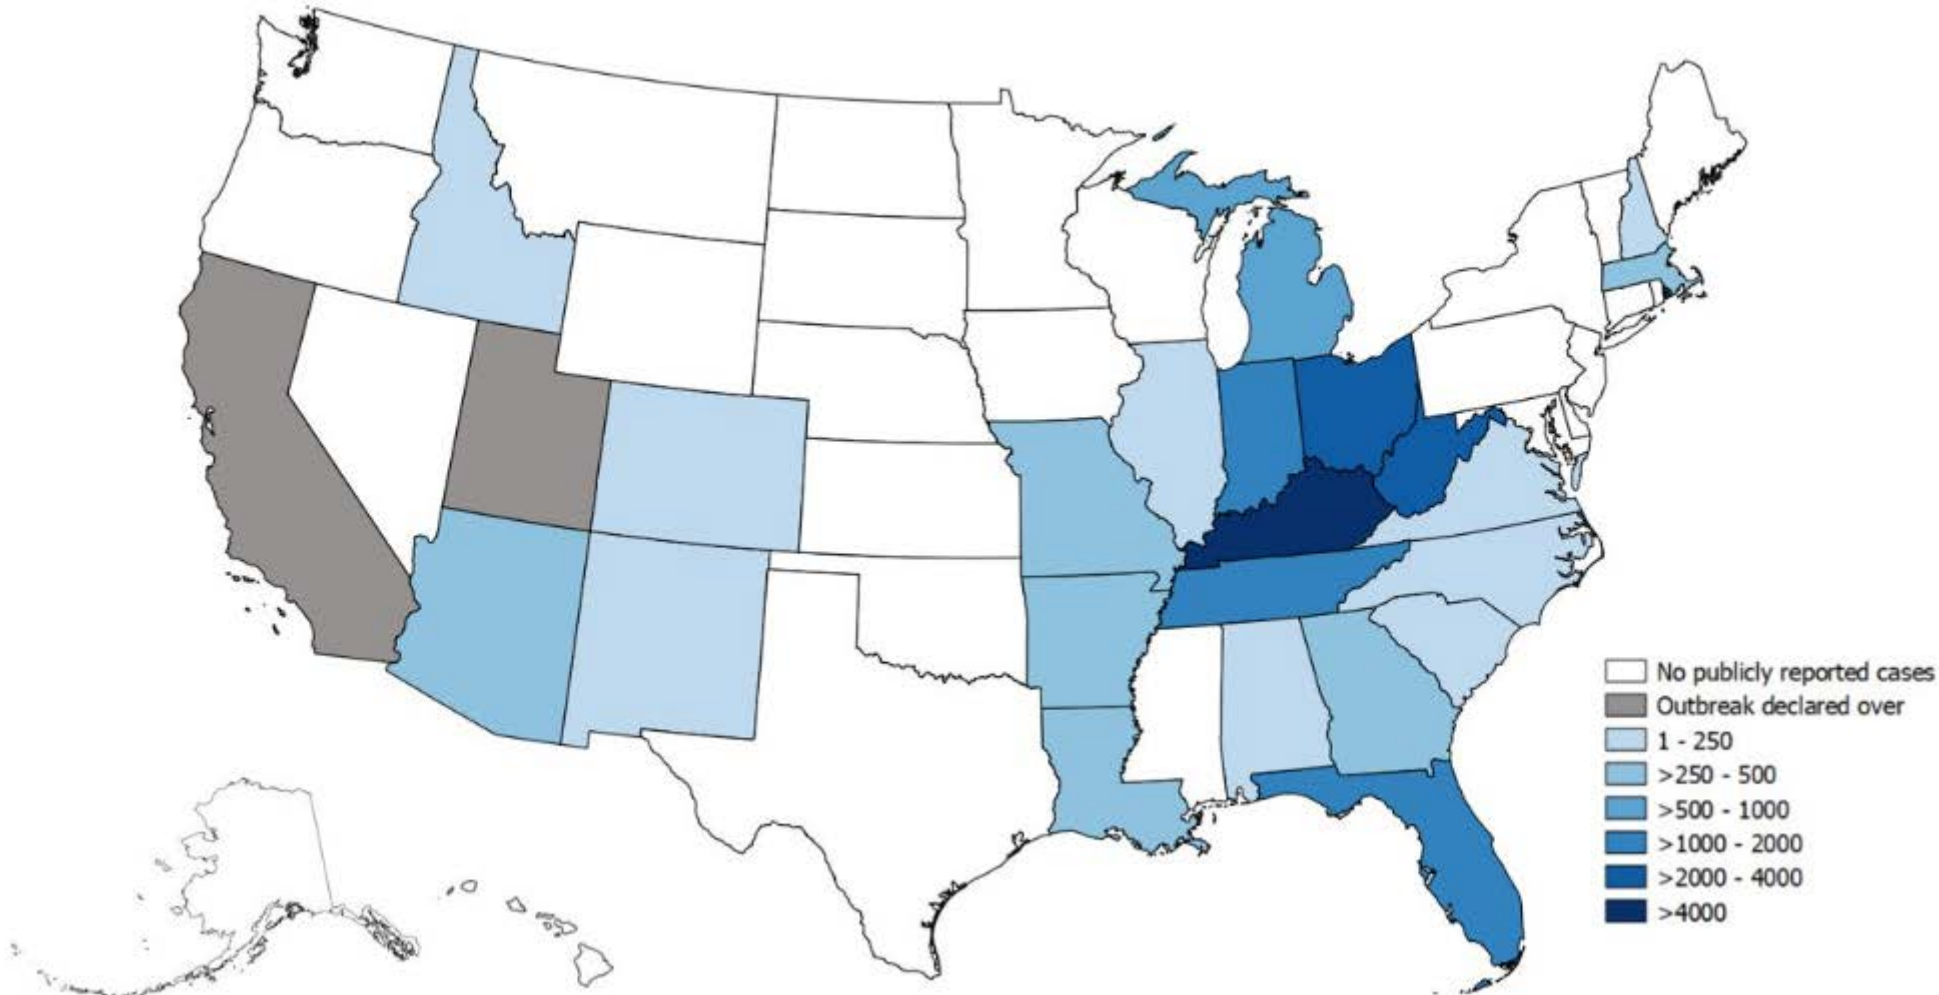 No publicly reported cases
Outbreak declared over
1 - 250
>250 - 500
>500 - 1000
>1000 - 2000
>2000 - 4000
>4000